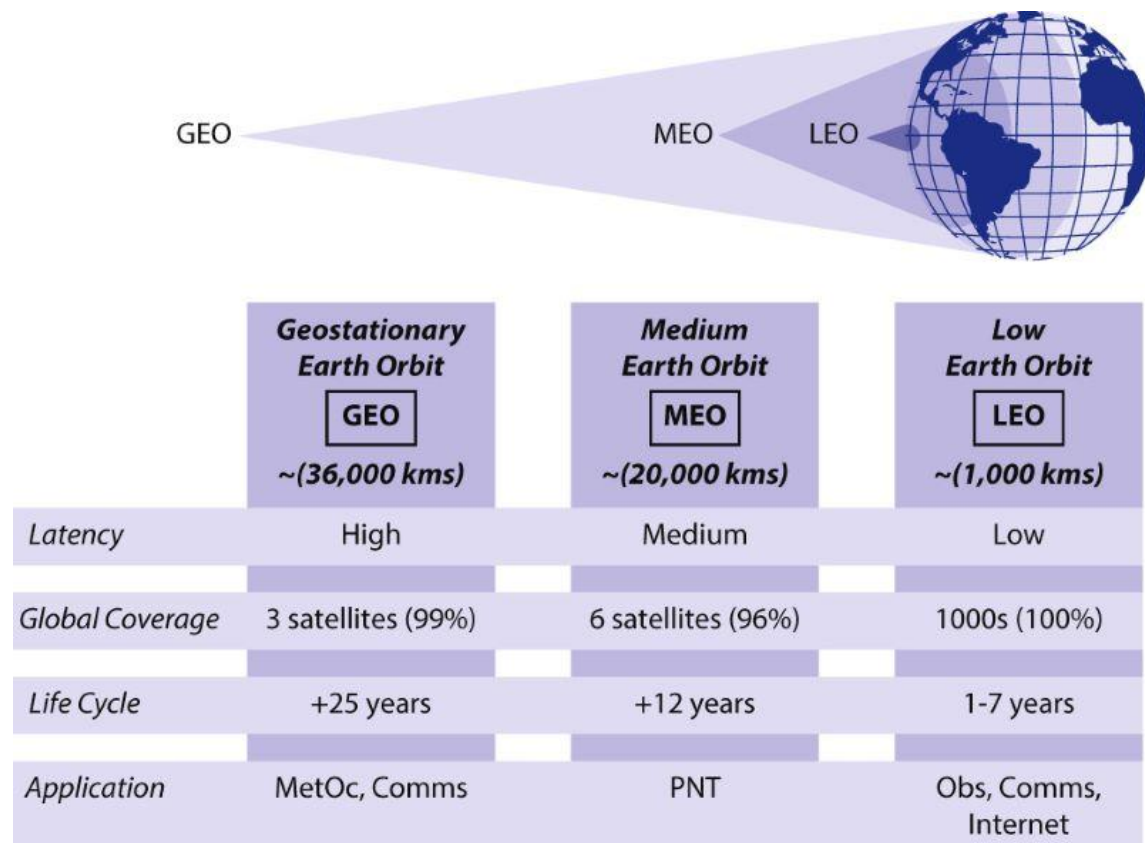 GEO
MEO
LEO
Geostationary
Earth Orbit
GEO
~(36,000 kms)
Medium
Earth Orbit
MEO
~(20,000 kms)
Low
Earth Orbit
LEO
~(1,000 kms)
Latency High Medium Low
Global Coverage 3 satellites (99%) 6 satellites (96%) 1000s (100%)
Life Cycle +25 years +12 years 1-7 years
Application MetOc, Comms PNT Obs, Comms,
Internet